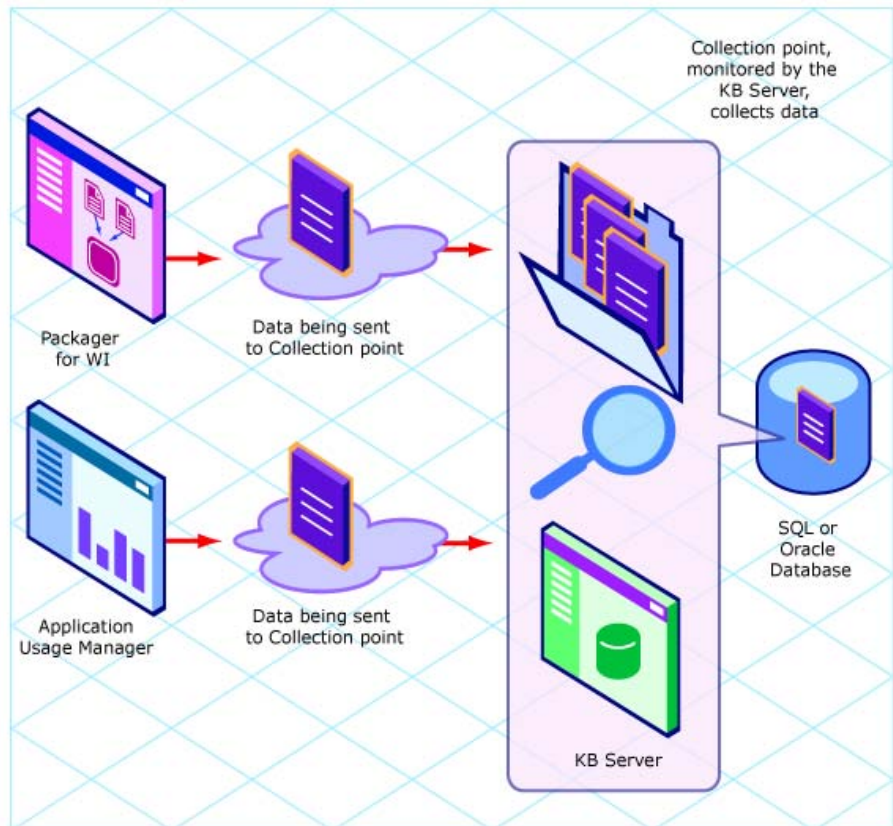 Collection point,
monitored by the
KB Server,
collects data
Packager
for WI
Data being sent
to Collection point
Application
Usage Manager
Data being sent
to Collection point
KB Server
SQL or
Oracle
Database